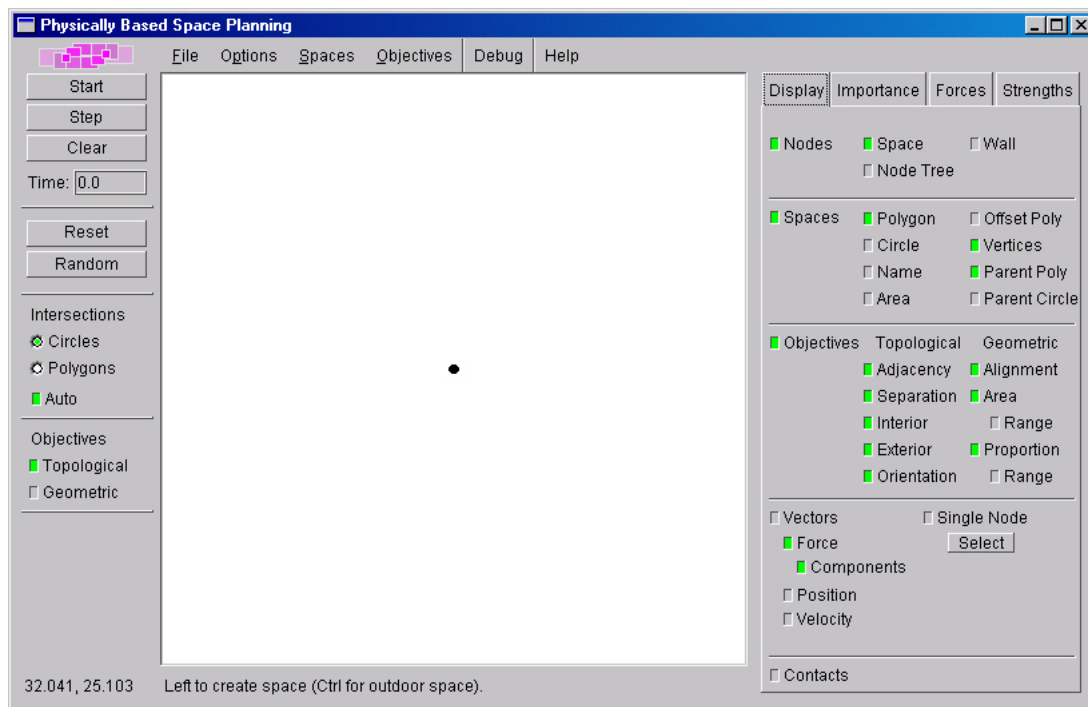 Physically Based Space Planning
File Options Spaces Objectives Debug Help
Start
Step
Clear
Time: 0.0
Reset
Random
Intersections
Circles
Polygons
Auto
Objectives
Topological
Geometric
Display Importance Forces Strengths
Nodes Space Wall
Node Tree
Spaces Polygon Offset Poly
Circle Vertices
Name Parent Poly
Area Parent Circle
Objectives Topological Geometric
Adjacency Alignment
Separation Area
Interior Range
Exterior Proportion
Orientation Range
Vectors Single Node
Force Select
Components
Position
Velocity
Contacts
32.041, 25.103 Left to create space (Ctrl for outdoor space).